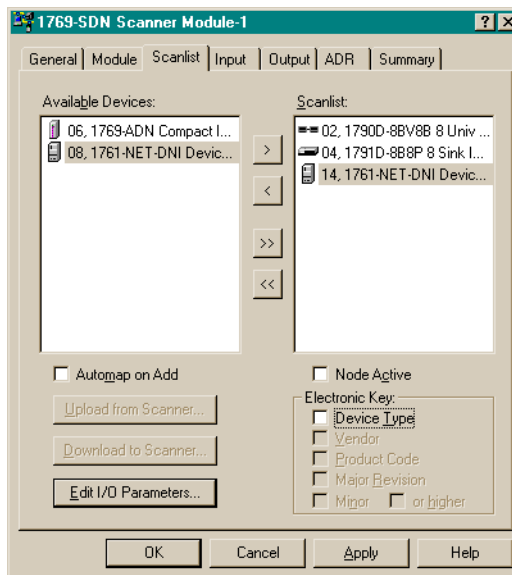 1769-SDN Scanner Module-1
General Module Scanlist Input Output ADR Summary
Available Devices:
06, 1769-ADN Compact I...
08, 1761-NET-DNI Devic...
>
<
>>
<<
Scanlist:
02, 1790D-8BV8B 8 Univ ...
04, 1791D-8B8P 8 Sink I...
14, 1761-NET-DNI Devic...
Automap on Add
Upload from Scanner...
Download to Scanner...
Edit I/O Parameters...
Node Active
Electronic Key:
Device Type
Vendor
Product Code
Major Revision
Minor or higher
OK Cancel Apply Help